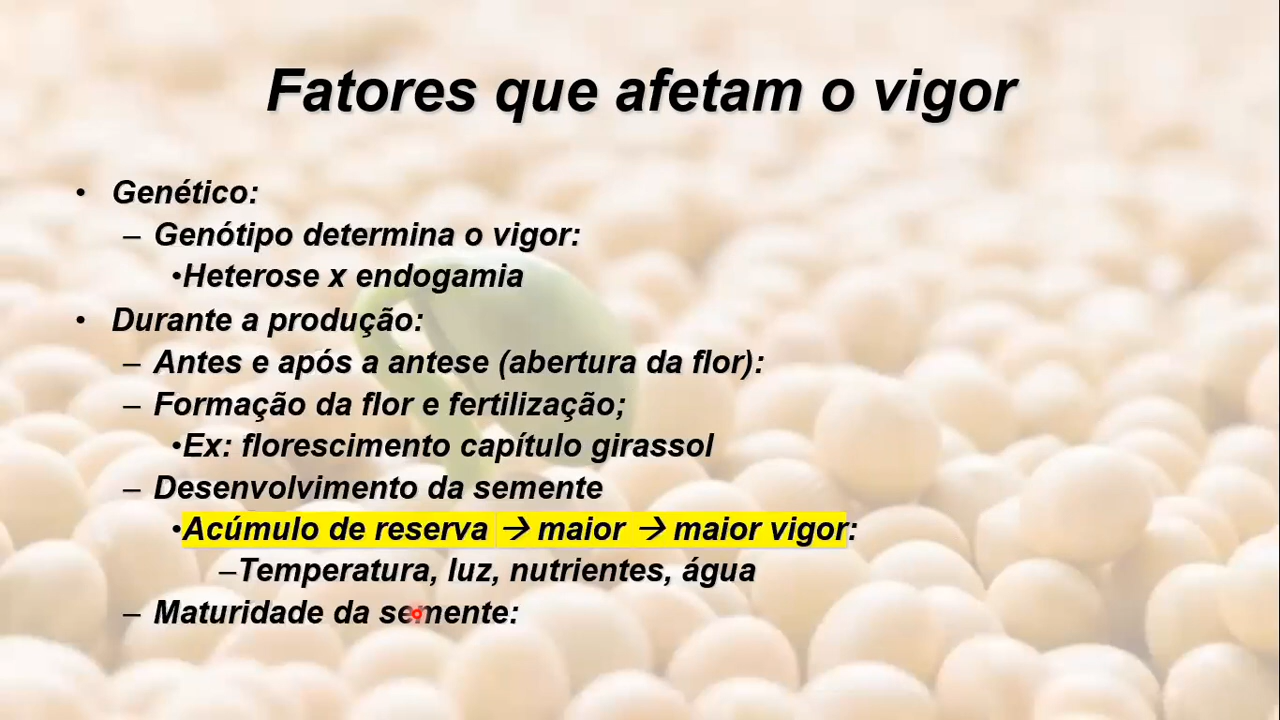 Fatores que afetam o vigor
• Genético:
– Genótipo determina o vigor:
•Heterose x endogamia
• Durante a produção:
– Antes e após a antese (abertura da flor):
– Formação da flor e fertilização;
•Ex: florescimento capítulo girassol
– Desenvolvimento da semente
•Acúmulo de reserva → maior → maior vigor:
–Temperatura, luz, nutrientes, água
– Maturidade da semente: